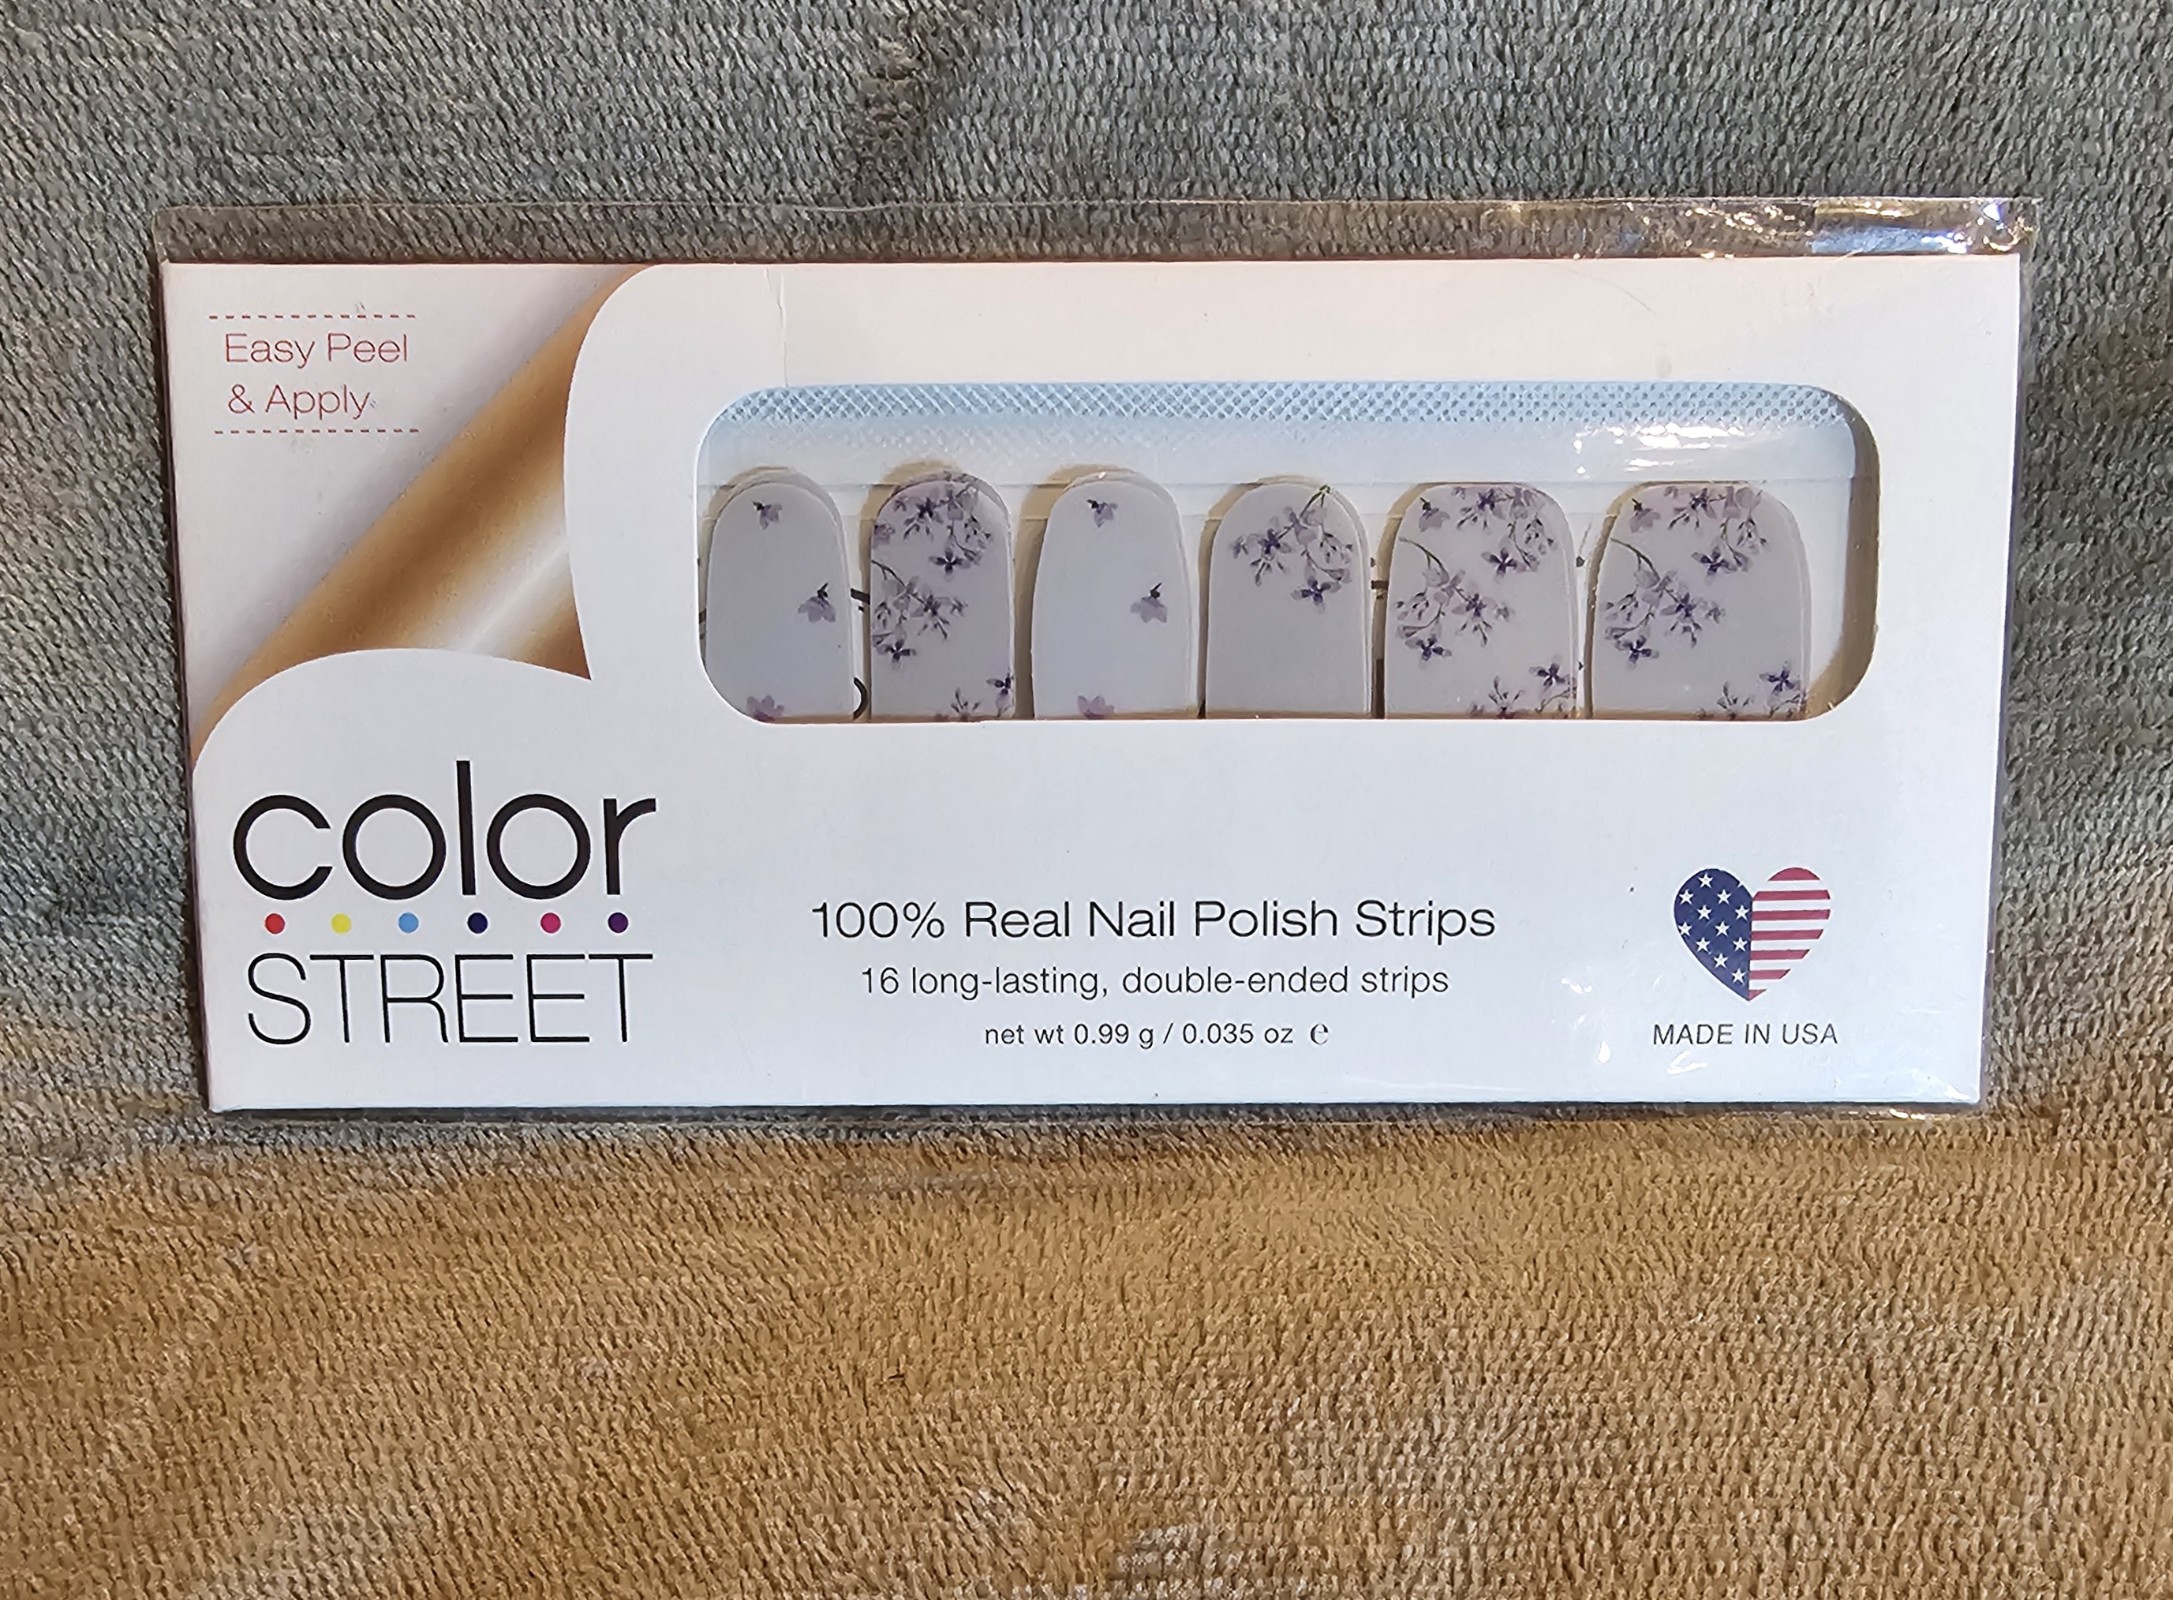 Easy Peel
& Apply
color
STREET
100% Real Nail Polish Strips
16 long-lasting, double-ended strips
net wt 0.99 g / 0.035 oz ℮
MADE IN USA